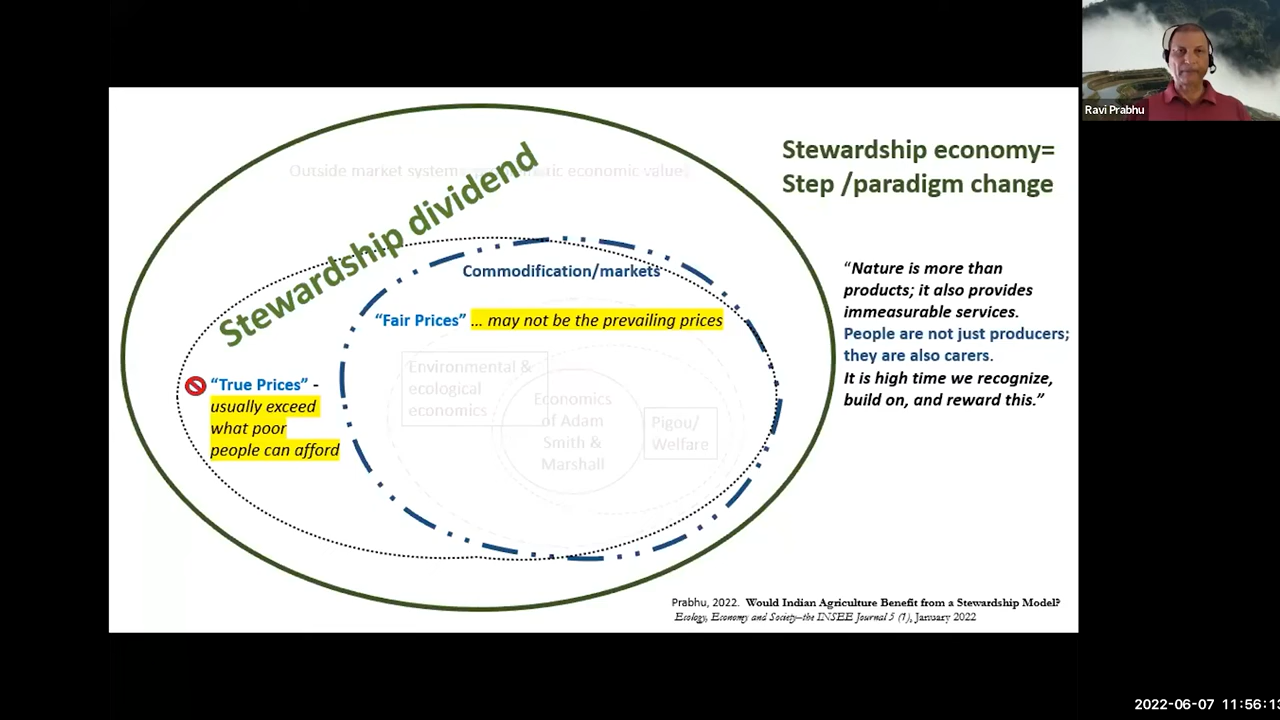 Ravi Prabhu
Stewardship economy=
Step /paradigm change
Outside market system
ric economic value
Stewardship dividend
Commodification/markets
“Fair Prices” ... may not be the prevailing prices
“True Prices” -
usually exceed
what poor
people can afford
Environmental &
ecological
economics
Economics
of Adam
Smith &
Marshall
Pigou/
Welfare
“Nature is more than
products; it also provides
immeasurable services.
People are not just producers;
they are also carers.
It is high time we recognize,
build on, and reward this.”
Prabhu, 2022. Would Indian Agriculture Benefit from a Stewardship Model?
Ecology, Economy and Society–the INSEE Journal 5 (1), January 2022
2022-06-07 11:56:13